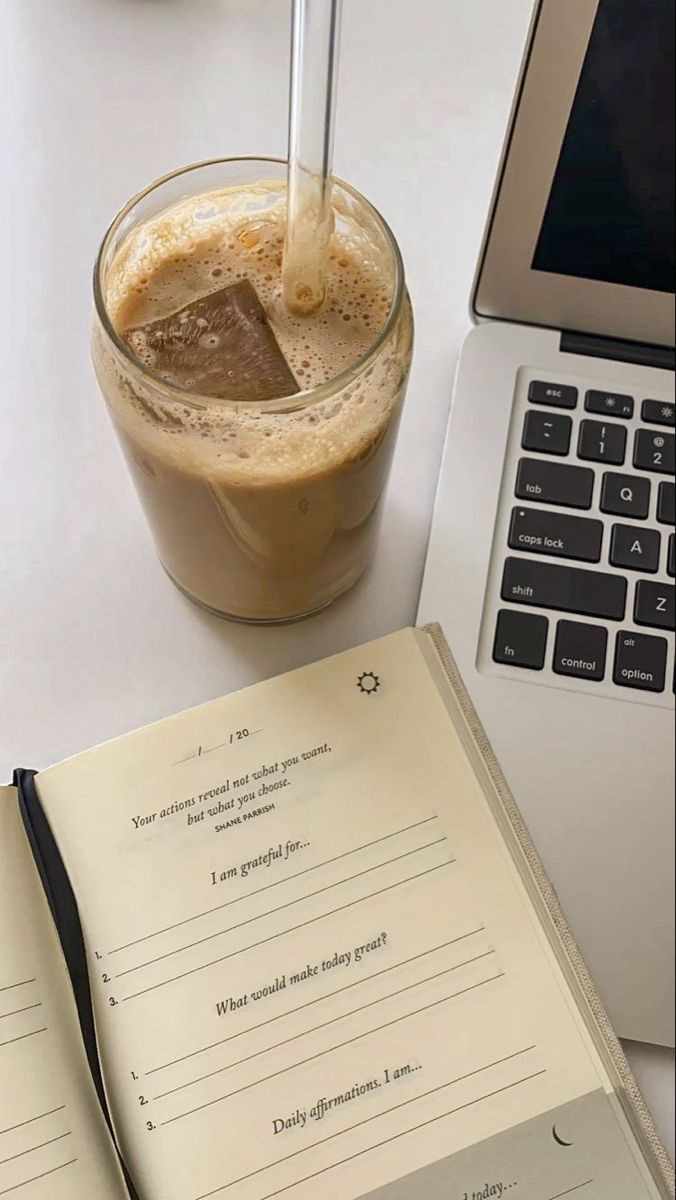 esc
fn
~
`
!
1
@
2
tab
Q
caps lock
A
shift
Z
fn
control
alt
option
/ / 20
Your actions reveal not what you want,
but what you choose.
SHANE PARRISH
I am grateful for...
1.
2.
3.
What would make today great?
1.
2.
3.
Daily affirmations. I am...
d today...